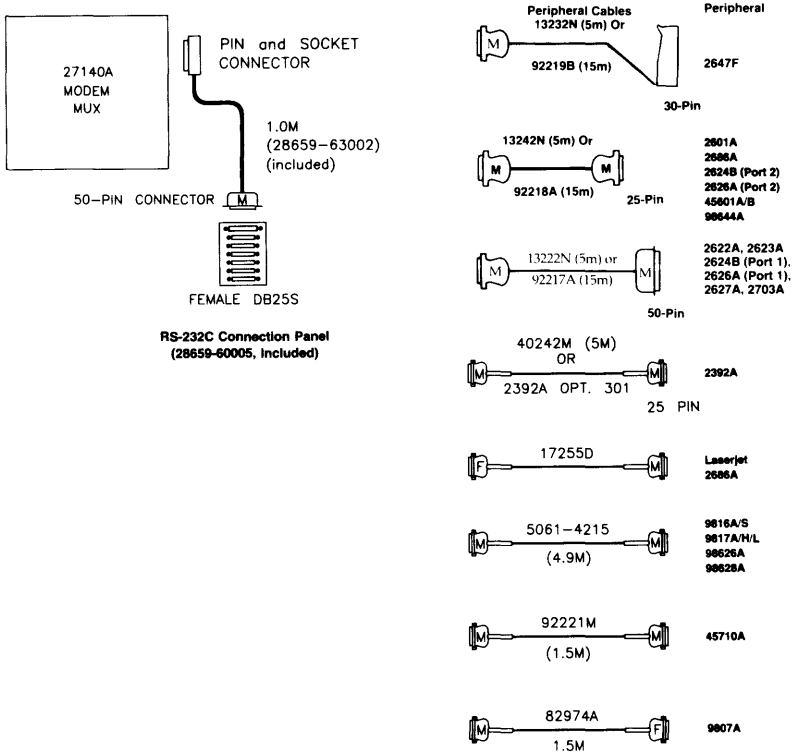 27140A
MODEM
MUX
PIN and SOCKET
CONNECTOR
1.0M
(28659-63002)
(included)
50-PIN CONNECTOR
M
FEMALE DB25S
RS-232C Connection Panel
(28659-60005, Included)
Peripheral Cables
Peripheral
13232N (5m) Or
M
92219B (15m)
2647F
30-Pin
13242N (5m) Or
M
M
92218A (15m)
25-Pin
2601A
2686A
2624B (Port 2)
2626A (Port 2)
45601A/B
98644A
13222N (5m) or
M
M
92217A (15m)
50-Pin
2622A, 2623A
2624B (Port 1),
2626A (Port 1),
2627A, 2703A
40242M (5M)
OR
M
M
2392A OPT. 301
2392A
25 PIN
17255D
F
M
Laserjet
2686A
5061-4215
M
M
(4.9M)
9816A/S
9817A/H/L
98626A
98628A
92221M
M
M
(1.5M)
45710A
82974A
M
F
1.5M
9807A